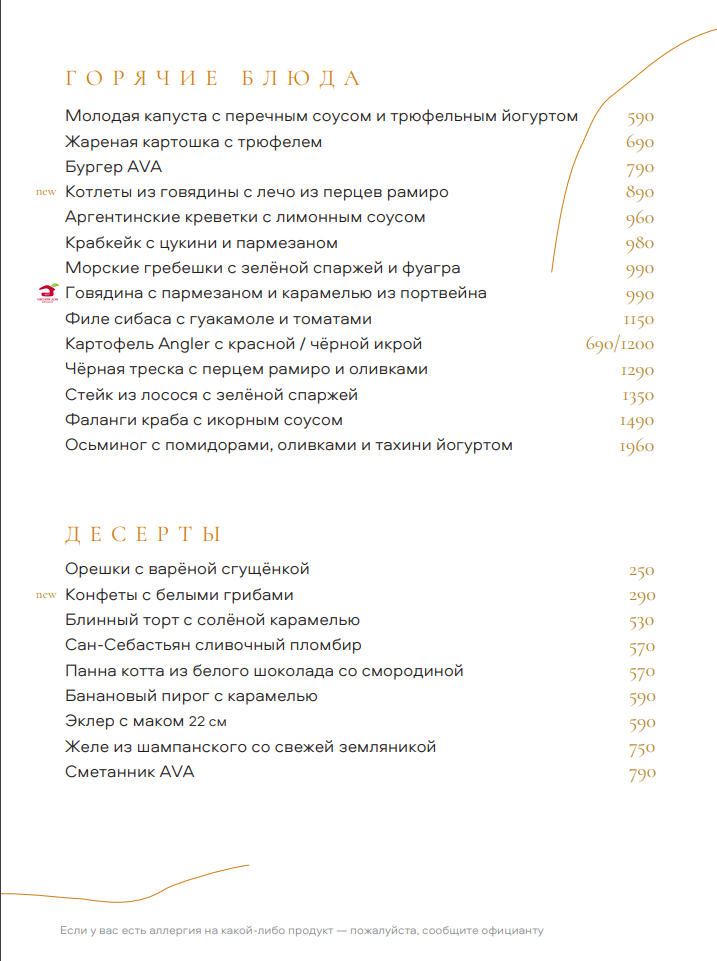 ГОРЯЧИЕ БЛЮДА
Молодая капуста с перечным соусом и трюфельным йогуртом 590
Жареная картошка с трюфелем 690
Бургер AVA 790
new Котлеты из говядины с лечо из перцев рамиро 890
Аргентинские креветки с лимонным соусом 960
Крабкейк с цукини и пармезаном 980
Морские гребешки с зелёной спаржей и фуагра 990
Говядина с пармезаном и карамелью из портвейна 990
Филе сибаса с гуакамоле и томатами 1150
Картофель Angler с красной / чёрной икрой 690/1200
Чёрная треска с перцем рамиро и оливками 1290
Стейк из лосося с зелёной спаржей 1350
Фаланги краба с икорным соусом 1490
Осьминог с помидорами, оливками и тахини йогуртом 1960
ДЕСЕРТЫ
Орешки с варёной сгущёнкой 250
new Конфеты с белыми грибами 290
Блинный торт с солёной карамелью 530
Сан-Себастьян сливочный пломбир 570
Панна котта из белого шоколада со смородиной 570
Банановый пирог с карамелью 590
Эклер с маком 22 см 590
Желе из шампанского со свежей земляникой 750
Сметанник AVA 790
Если у вас есть аллергия на какой-либо продукт — пожалуйста, сообщите официанту